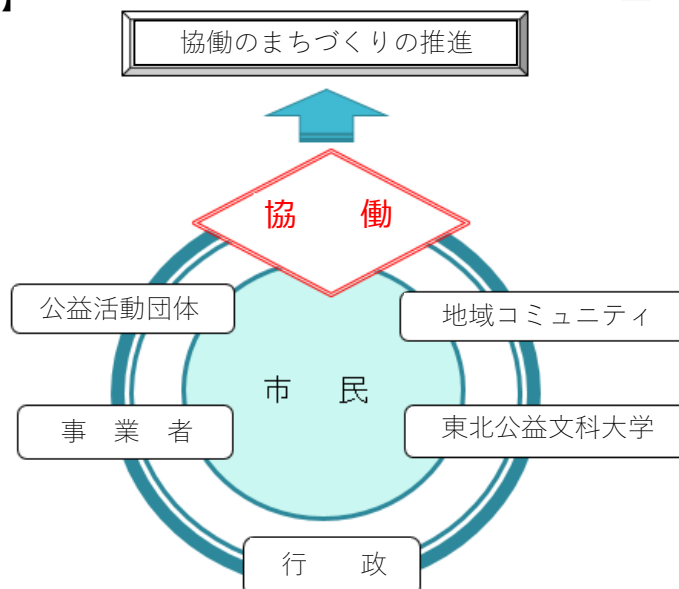 】
協働のまちづくりの推進
協　働
公益活動団体
地域コミュニティ
市　民
事　業　者
東北公益文科大学
行　政